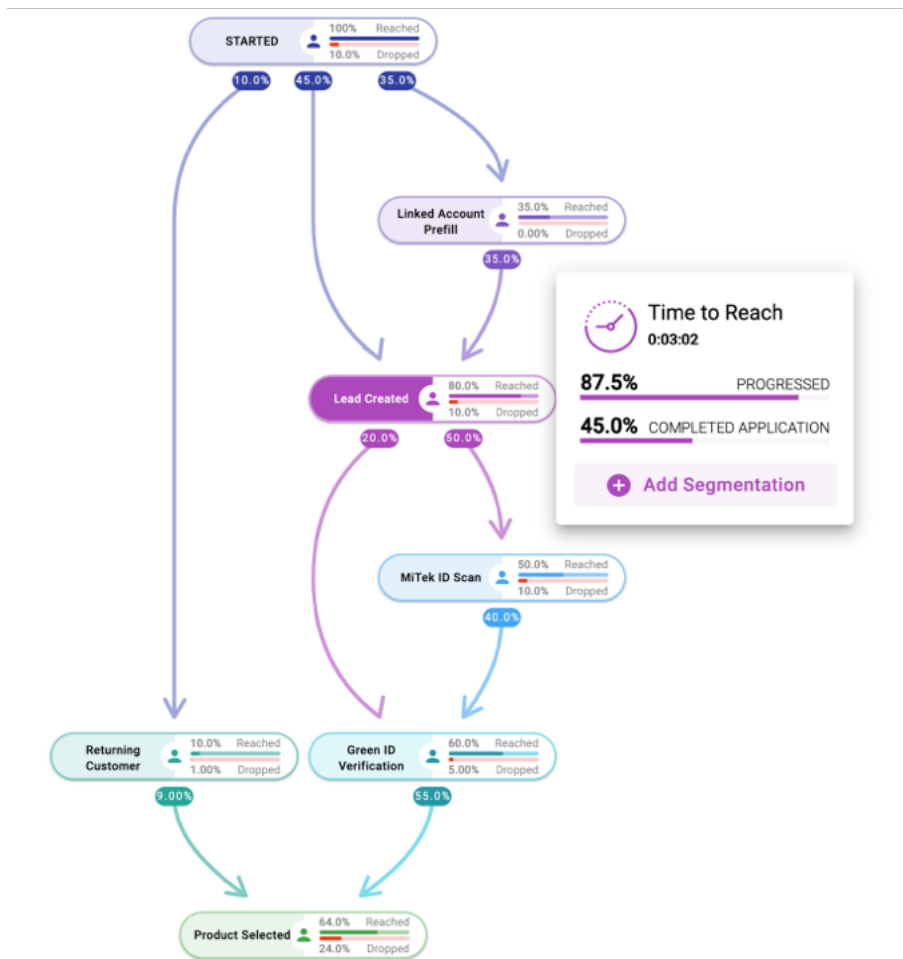 STARTED
100% Reached
10.0% Dropped
10.0%
45.0%
35.0%
Linked Account
Prefill
35.0% Reached
0.00% Dropped
35.0%
Time to Reach
0:03:02
87.5% PROGRESSED
45.0% COMPLETED APPLICATION
Add Segmentation
Lead Created
80.0% Reached
10.0% Dropped
20.0%
50.0%
MiTek ID Scan
50.0% Reached
10.0% Dropped
40.0%
Returning
Customer
10.0% Reached
1.00% Dropped
9.00%
Green ID
Verification
60.0% Reached
5.00% Dropped
55.0%
Product Selected
64.0% Reached
24.0% Dropped